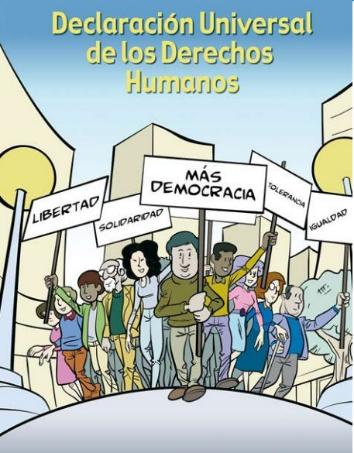 Declaración Universal
de los Derechos
Humanos
MÁS
DEMOCRACIA
LIBERTAD
SOLIDARIDAD
TOLERANCIA
IGUALDAD